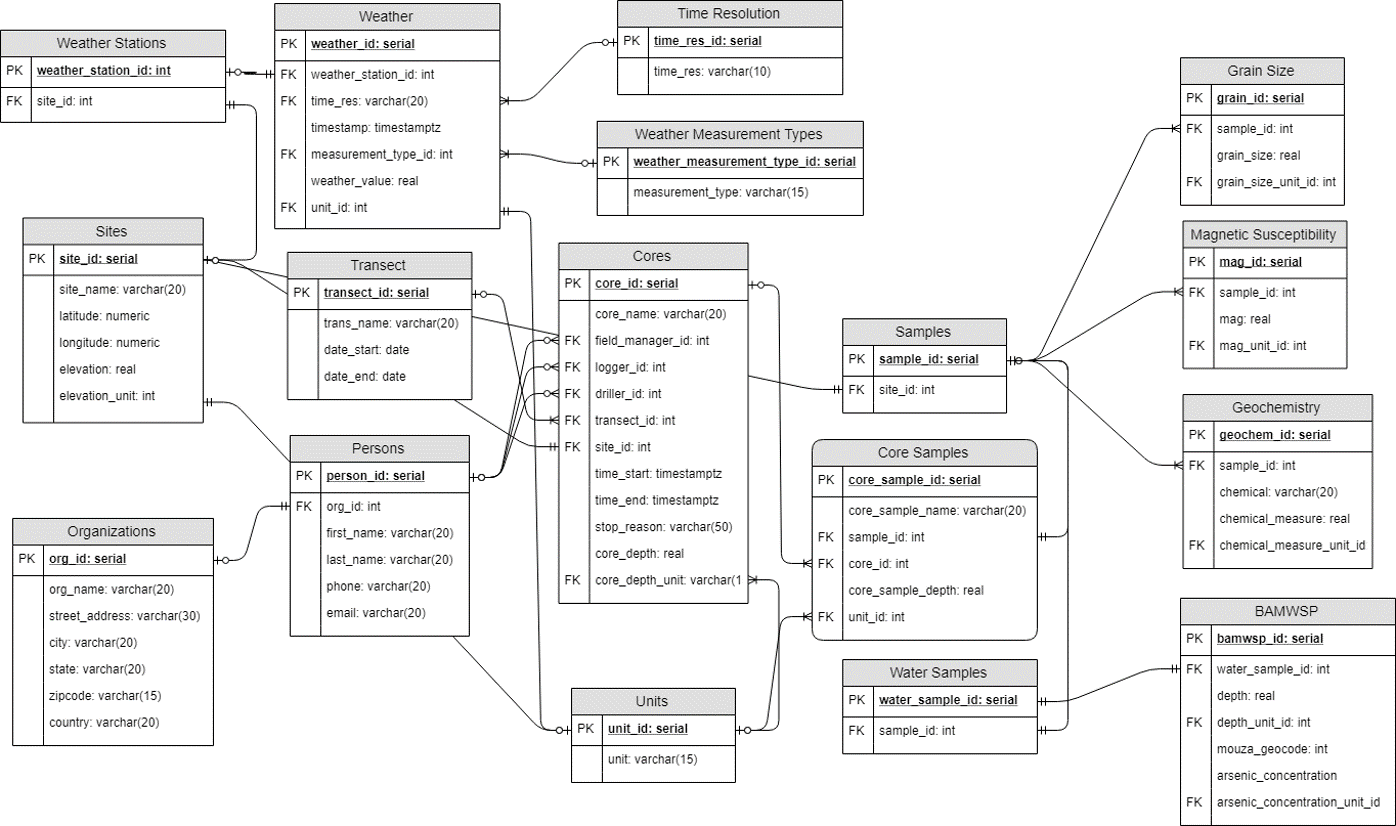 Weather Stations
PK weather_station_id: int
FK site_id: int
Weather
PK weather_id: serial
FK weather_station_id: int
FK time_res: varchar(20)
timestamp: timestamptz
FK measurement_type_id: int
weather_value: real
FK unit_id: int
Time Resolution
PK time_res_id: serial
time_res: varchar(10)
Weather Measurement Types
PK weather_measurement_type_id: serial
measurement_type: varchar(15)
Sites
PK site_id: serial
site_name: varchar(20)
latitude: numeric
longitude: numeric
elevation: real
elevation_unit: int
Transect
PK transect_id: serial
trans_name: varchar(20)
date_start: date
date_end: date
Persons
PK person_id: serial
FK org_id: int
first_name: varchar(20)
last_name: varchar(20)
phone: varchar(20)
email: varchar(20)
Organizations
PK org_id: serial
org_name: varchar(20)
street_address: varchar(30)
city: varchar(20)
state: varchar(20)
zipcode: varchar(15)
country: varchar(20)
Cores
PK core_id: serial
core_name: varchar(20)
FK field_manager_id: int
FK logger_id: int
FK driller_id: int
FK transect_id: int
FK site_id: int
time_start: timestamptz
time_end: timestamptz
stop_reason: varchar(50)
core_depth: real
FK core_depth_unit: varchar(1
Units
PK unit_id: serial
unit: varchar(15)
Samples
PK sample_id: serial
FK site_id: int
Core Samples
PK core_sample_id: serial
core_sample_name: varchar(20)
FK sample_id: int
FK core_id: int
core_sample_depth: real
FK unit_id: int
Water Samples
PK water_sample_id: serial
FK sample_id: int
Grain Size
PK grain_id: serial
FK sample_id: int
grain_size: real
FK grain_size_unit_id: int
Magnetic Susceptibility
PK mag_id: serial
FK sample_id: int
mag: real
FK mag_unit_id: int
Geochemistry
PK geochem_id: serial
FK sample_id: int
chemical: varchar(20)
chemical_measure: real
FK chemical_measure_unit_id
BAMWSP
PK bamwsp_id: serial
FK water_sample_id: int
depth: real
FK depth_unit_id: int
mouza_geocode: int
arsenic_concentration
FK arsenic_concentration_unit_id